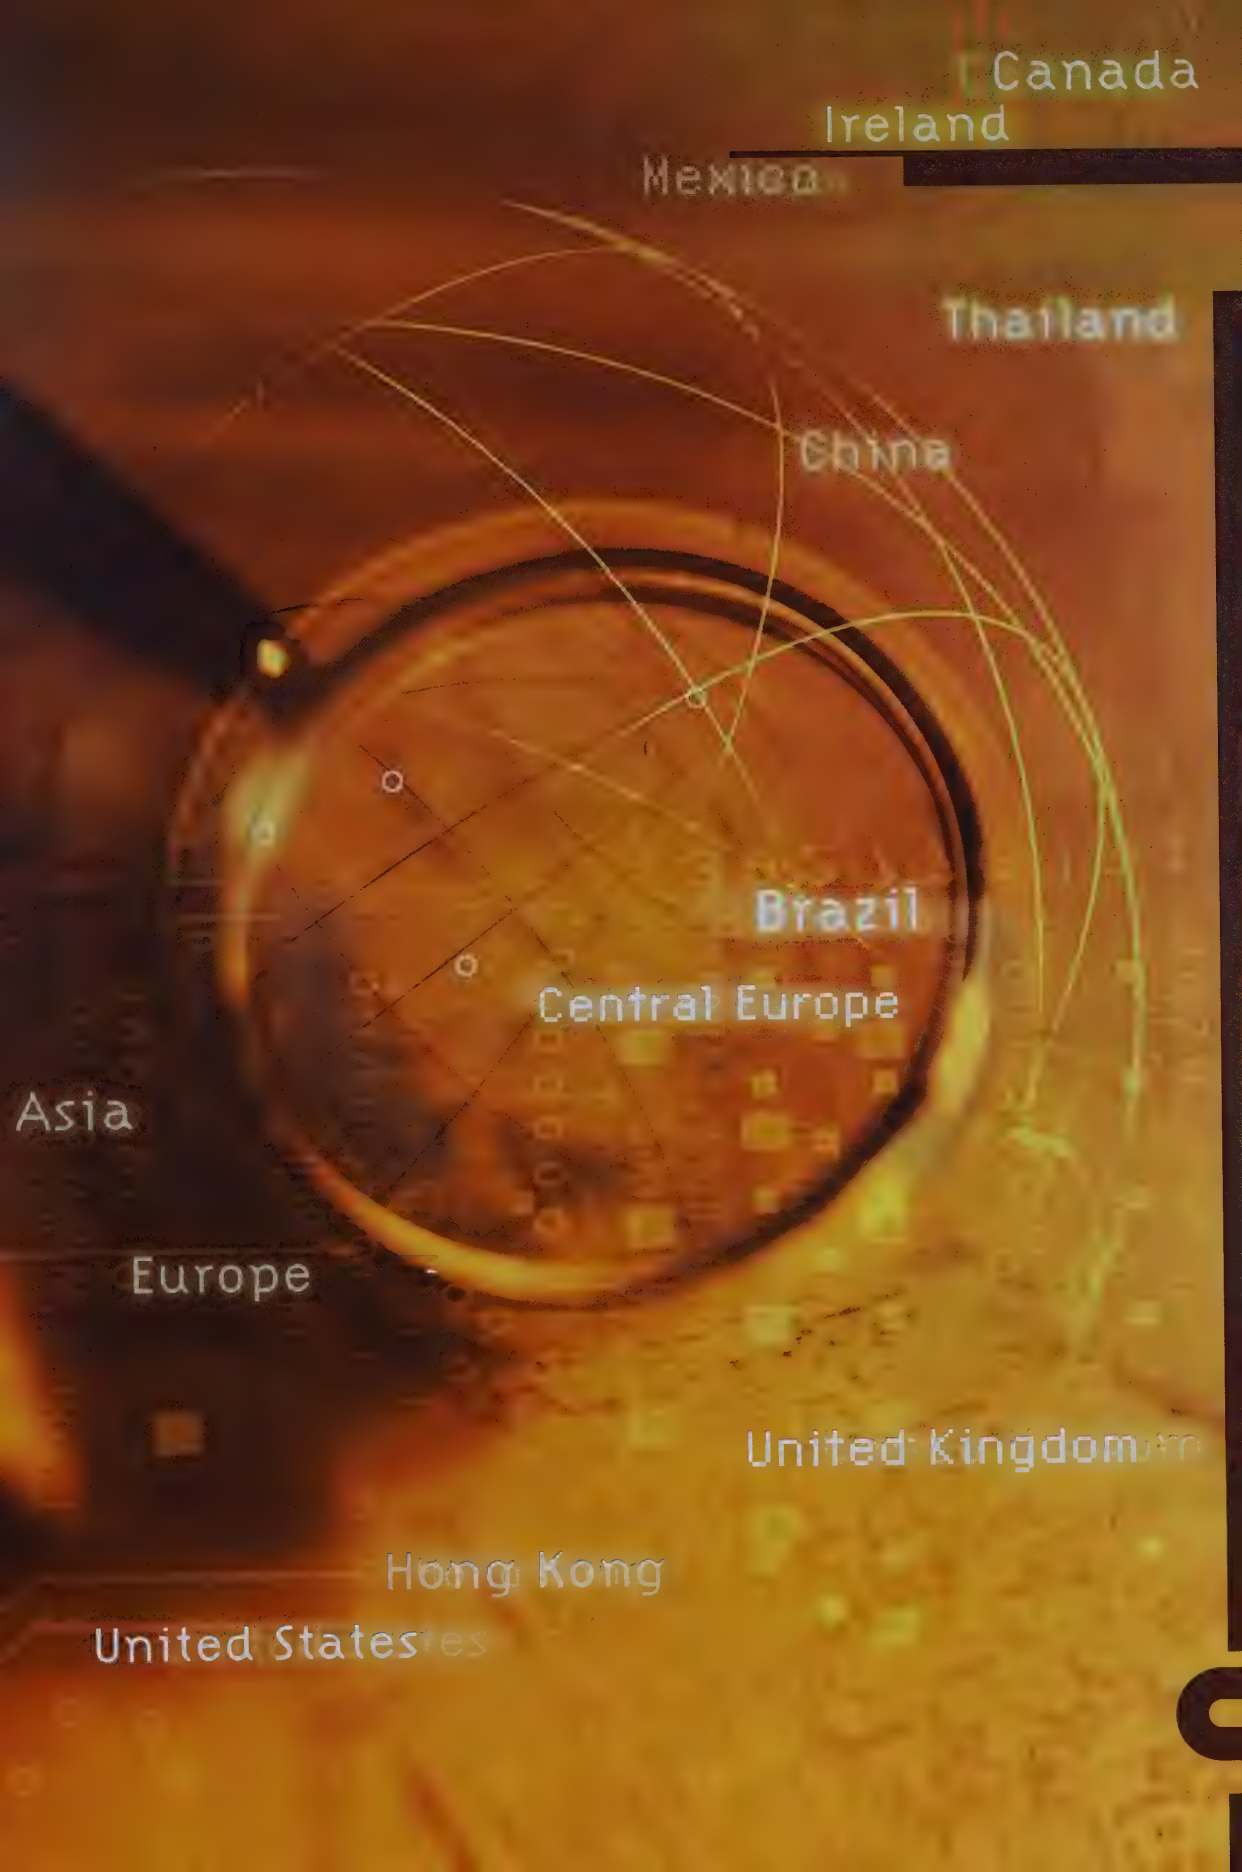 Canada
Ireland
Mexico
Thailand
China
Brazil
Central Europe
Asia
Europe
United Kingdom
Hong Kong
United States